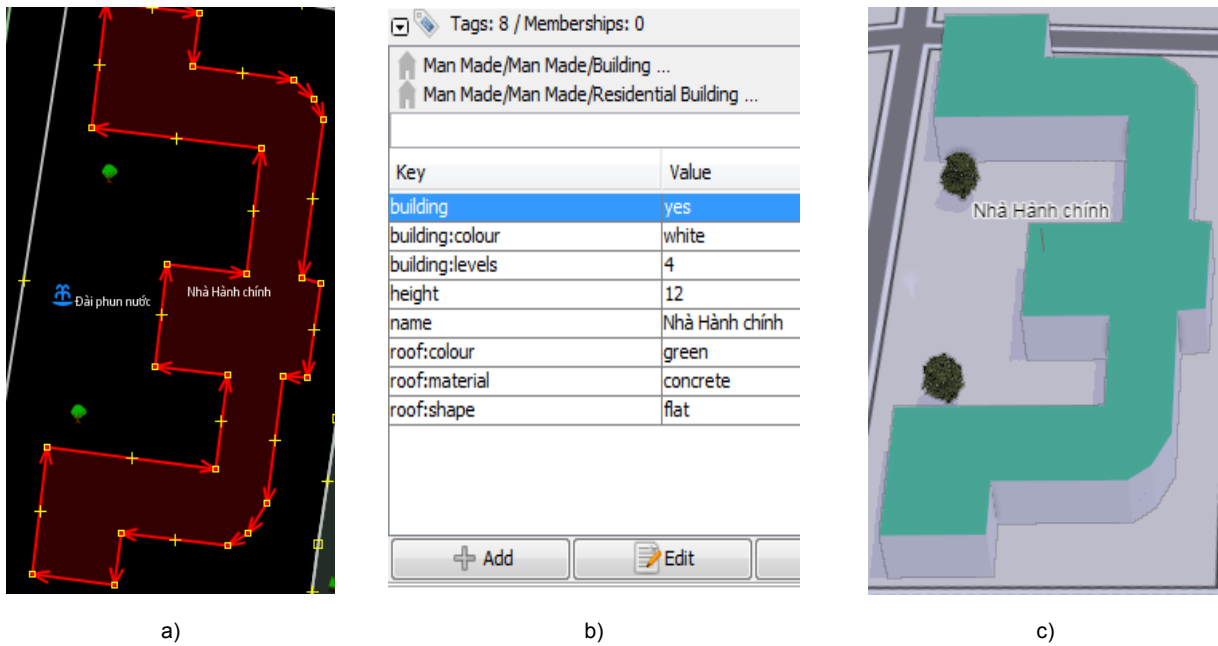 Đài phun nước
Nhà Hành chính
a)
Tags: 8 / Memberships: 0
Man Made/Man Made/Building ...
Man Made/Man Made/Residential Building ...
Key Value
building yes
building:colour white
building:levels 4
height 12
name Nhà Hành chính
roof:colour green
roof:material concrete
roof:shape flat
Add Edit
b)
Nhà Hành chính
c)